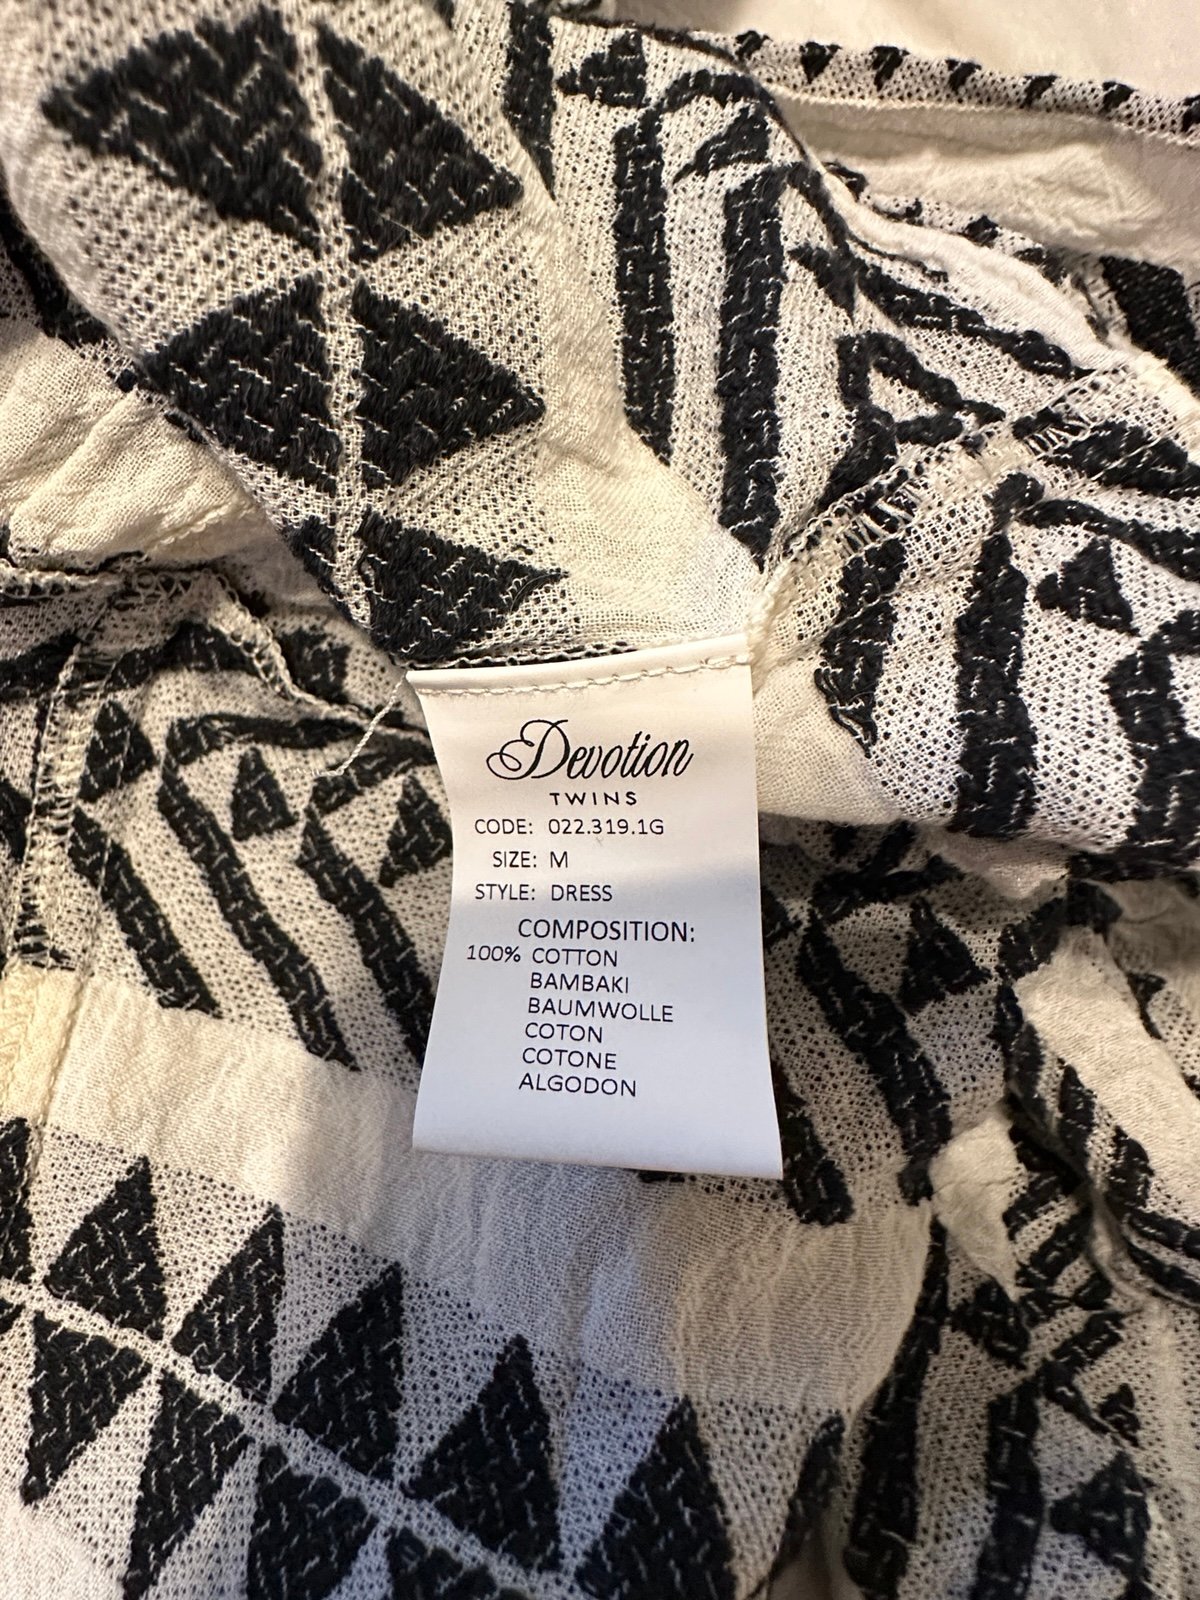 Devotion
TWINS
CODE: 022.319.1G
SIZE: M
STYLE: DRESS
COMPOSITION:
100% COTTON
BAMBAKI
BAUMWOLLE
COTON
COTONE
ALGODON